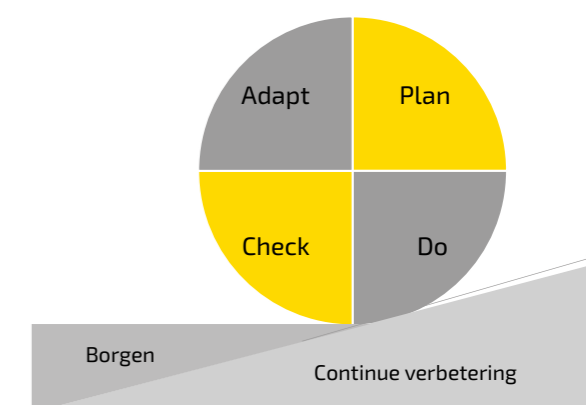 Adapt
Plan
Check
Do
Borgen
Continue verbetering